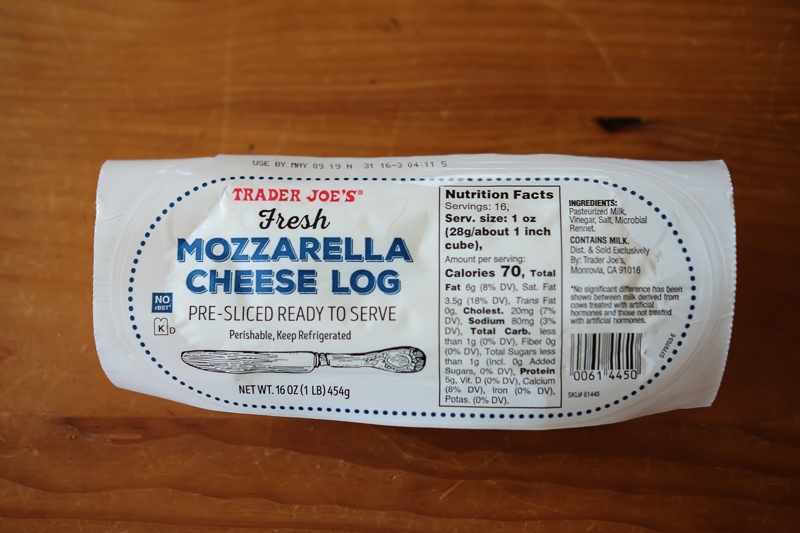 USE BY MAY 09 19 N 31 16-3 04:11 S
TRADER JOE'S®
Fresh
MOZZARELLA
CHEESE LOG
PRE-SLICED READY TO SERVE
Perishable, Keep Refrigerated
NO
rBST*
K D
NET WT. 16 OZ (1 LB) 454g
Nutrition Facts
Servings: 16,
Serv. size: 1 oz
(28g/about 1 inch
cube),
Amount per serving:
Calories 70, Total
Fat 6g (8% DV), Sat. Fat
3.5g (18% DV), Trans Fat
0g, Cholest. 20mg (7%
DV), Sodium 80mg (3%
DV), Total Carb. less
than 1g (0% DV), Fiber 0g
(0% DV), Total Sugars less
than 1g (Incl. 0g Added
Sugars, 0% DV), Protein
5g, Vit. D (0% DV), Calcium
(8% DV), Iron (0% DV),
Potas. (0% DV).
INGREDIENTS:
Pasteurized Milk,
Vinegar, Salt, Microbial
Rennet.
CONTAINS MILK.
Dist. & Sold Exclusively
By: Trader Joe's,
Monrovia, CA 91016
*No significant difference has been
shown between milk derived from
cows treated with artificial
hormones and those not treated
with artificial hormones.
0061 4450
SKU# 61445